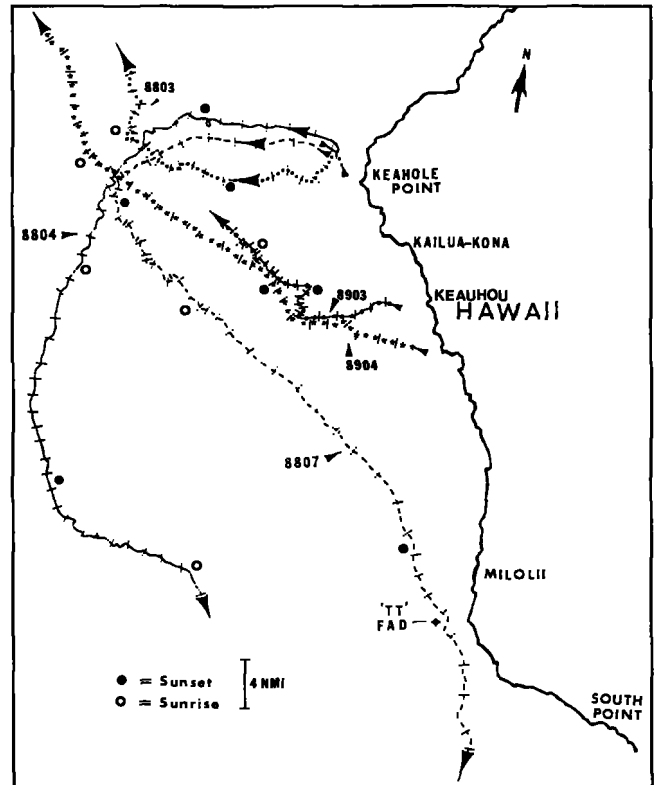 N
8803
KEAHOLE
POINT
8804
KAILUA-KONA
KEAUHOU
HAWAII
8903
8904
8807
MILOLII
'TT'
FAD
● = Sunset
○ = Sunrise
4 NMi
SOUTH
POINT